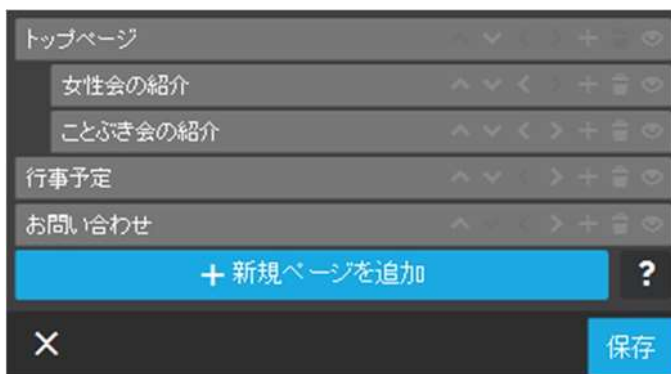 トップページ
女性会の紹介
ことぶき会の紹介
行事予定
お問い合わせ
+新規ページを追加 ?
保存